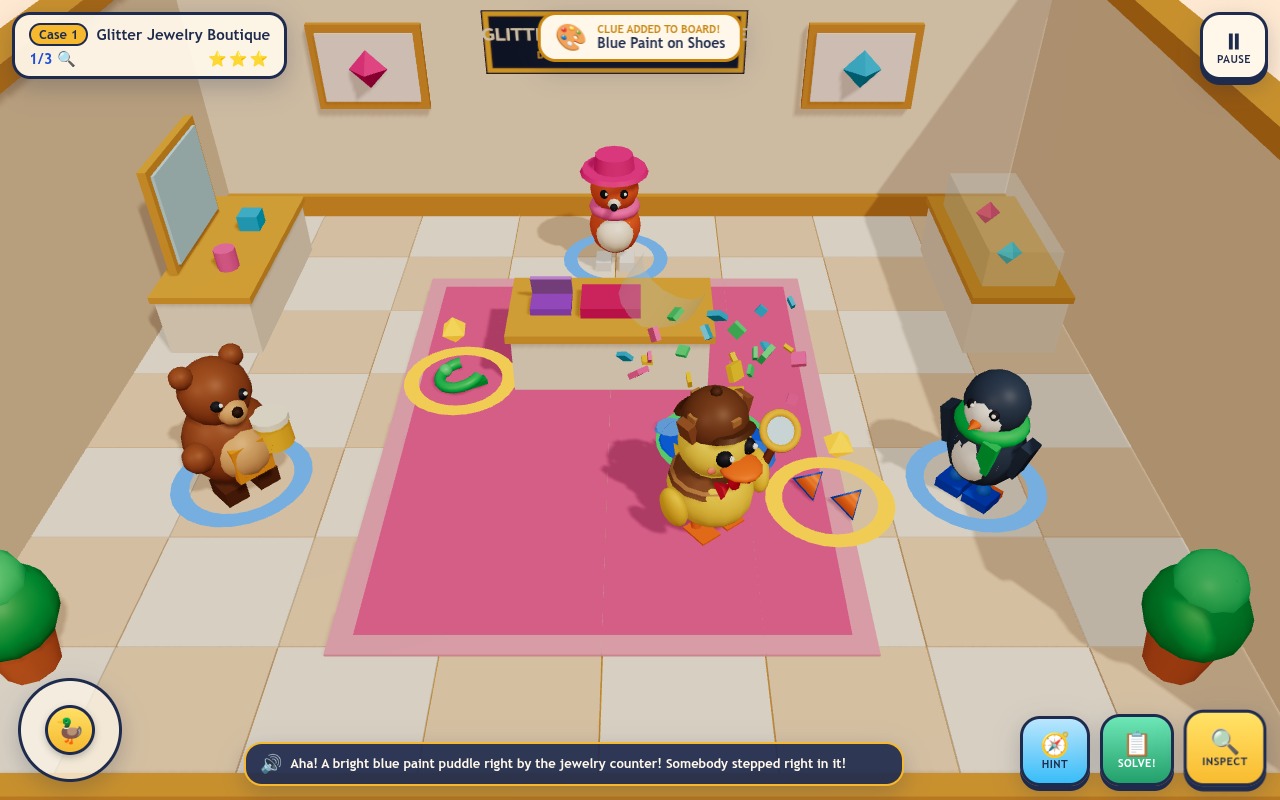 Case 1 Glitter Jewelry Boutique
1/3
CLUE ADDED TO BOARD!
Blue Paint on Shoes
PAUSE
Aha! A bright blue paint puddle right by the jewelry counter! Somebody stepped right in it!
HINT
SOLVE!
INSPECT